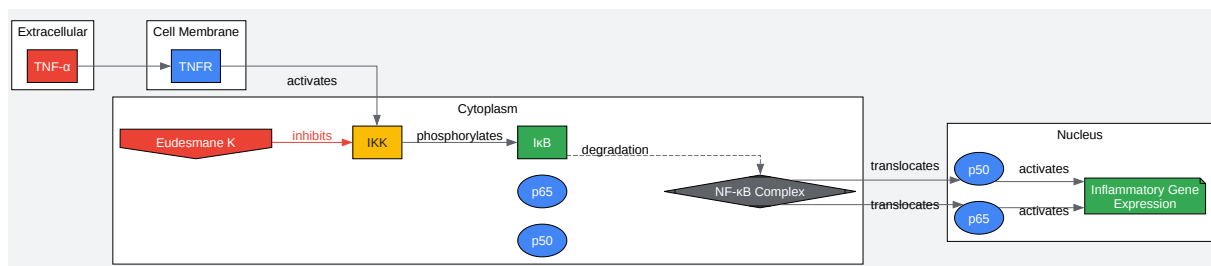 Extracellular
TNF-α
Cell Membrane
TNFR
activates
Cytoplasm
Eudesmane K
inhibits
IKK
phosphorylates
IκB
degradation
p65
p50
NF-κB Complex
translocates
translocates
Nucleus
p50
activates
p65
activates
Inflammatory Gene
Expression